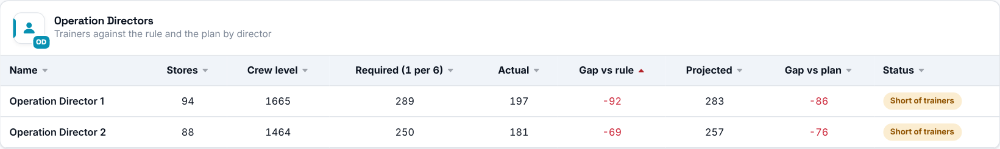 Operation Directors
Trainers against the rule and the plan by director
OD
Name Stores Crew level Required (1 per 6) Actual Gap vs rule Projected Gap vs plan Status
Operation Director 1 94 1665 289 197 -92 283 -86 Short of trainers
Operation Director 2 88 1464 250 181 -69 257 -76 Short of trainers